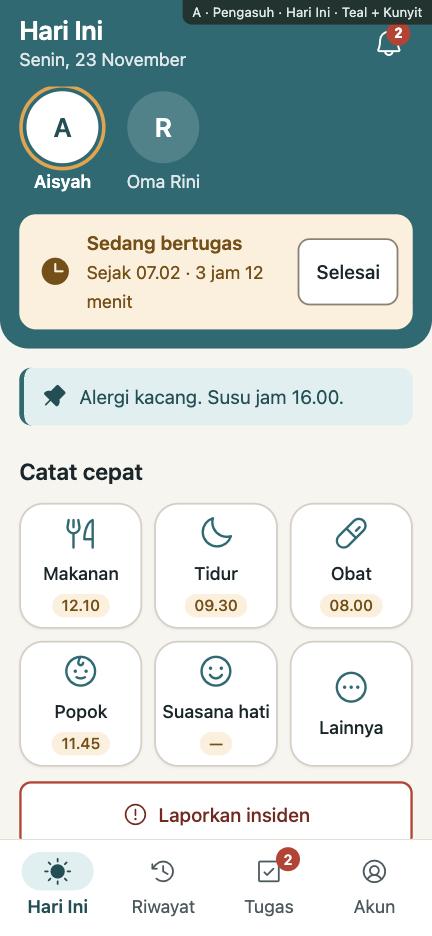 A · Pengasuh · Hari Ini · Teal + Kunyit
Hari Ini
Senin, 23 November
2
A
R
Aisyah
Oma Rini
Sedang bertugas
Sejak 07.02 · 3 jam 12
menit
Selesai
Alergi kacang. Susu jam 16.00.
Catat cepat
Makanan
12.10
Tidur
09.30
Obat
08.00
Popok
11.45
Suasana hati
—
Lainnya
Laporkan insiden
Hari Ini
Riwayat
2
Tugas
Akun